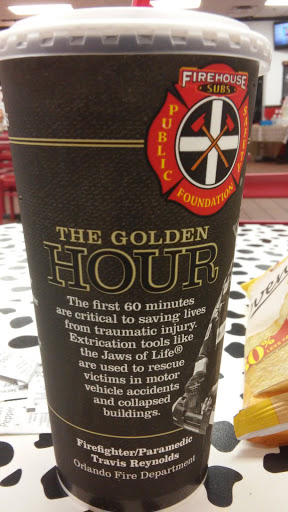 FIREHOUSE
SUBS
PUBLIC
SAFETY
FOUNDATION
THE GOLDEN
HOUR
The first 60 minutes
are critical to saving lives
from traumatic injury.
Extrication tools like
the Jaws of Life®
are used to rescue
victims in motor
vehicle accidents
and collapsed
buildings.
Firefighter/Paramedic
Travis Reynolds
Orlando Fire Department
Pepper